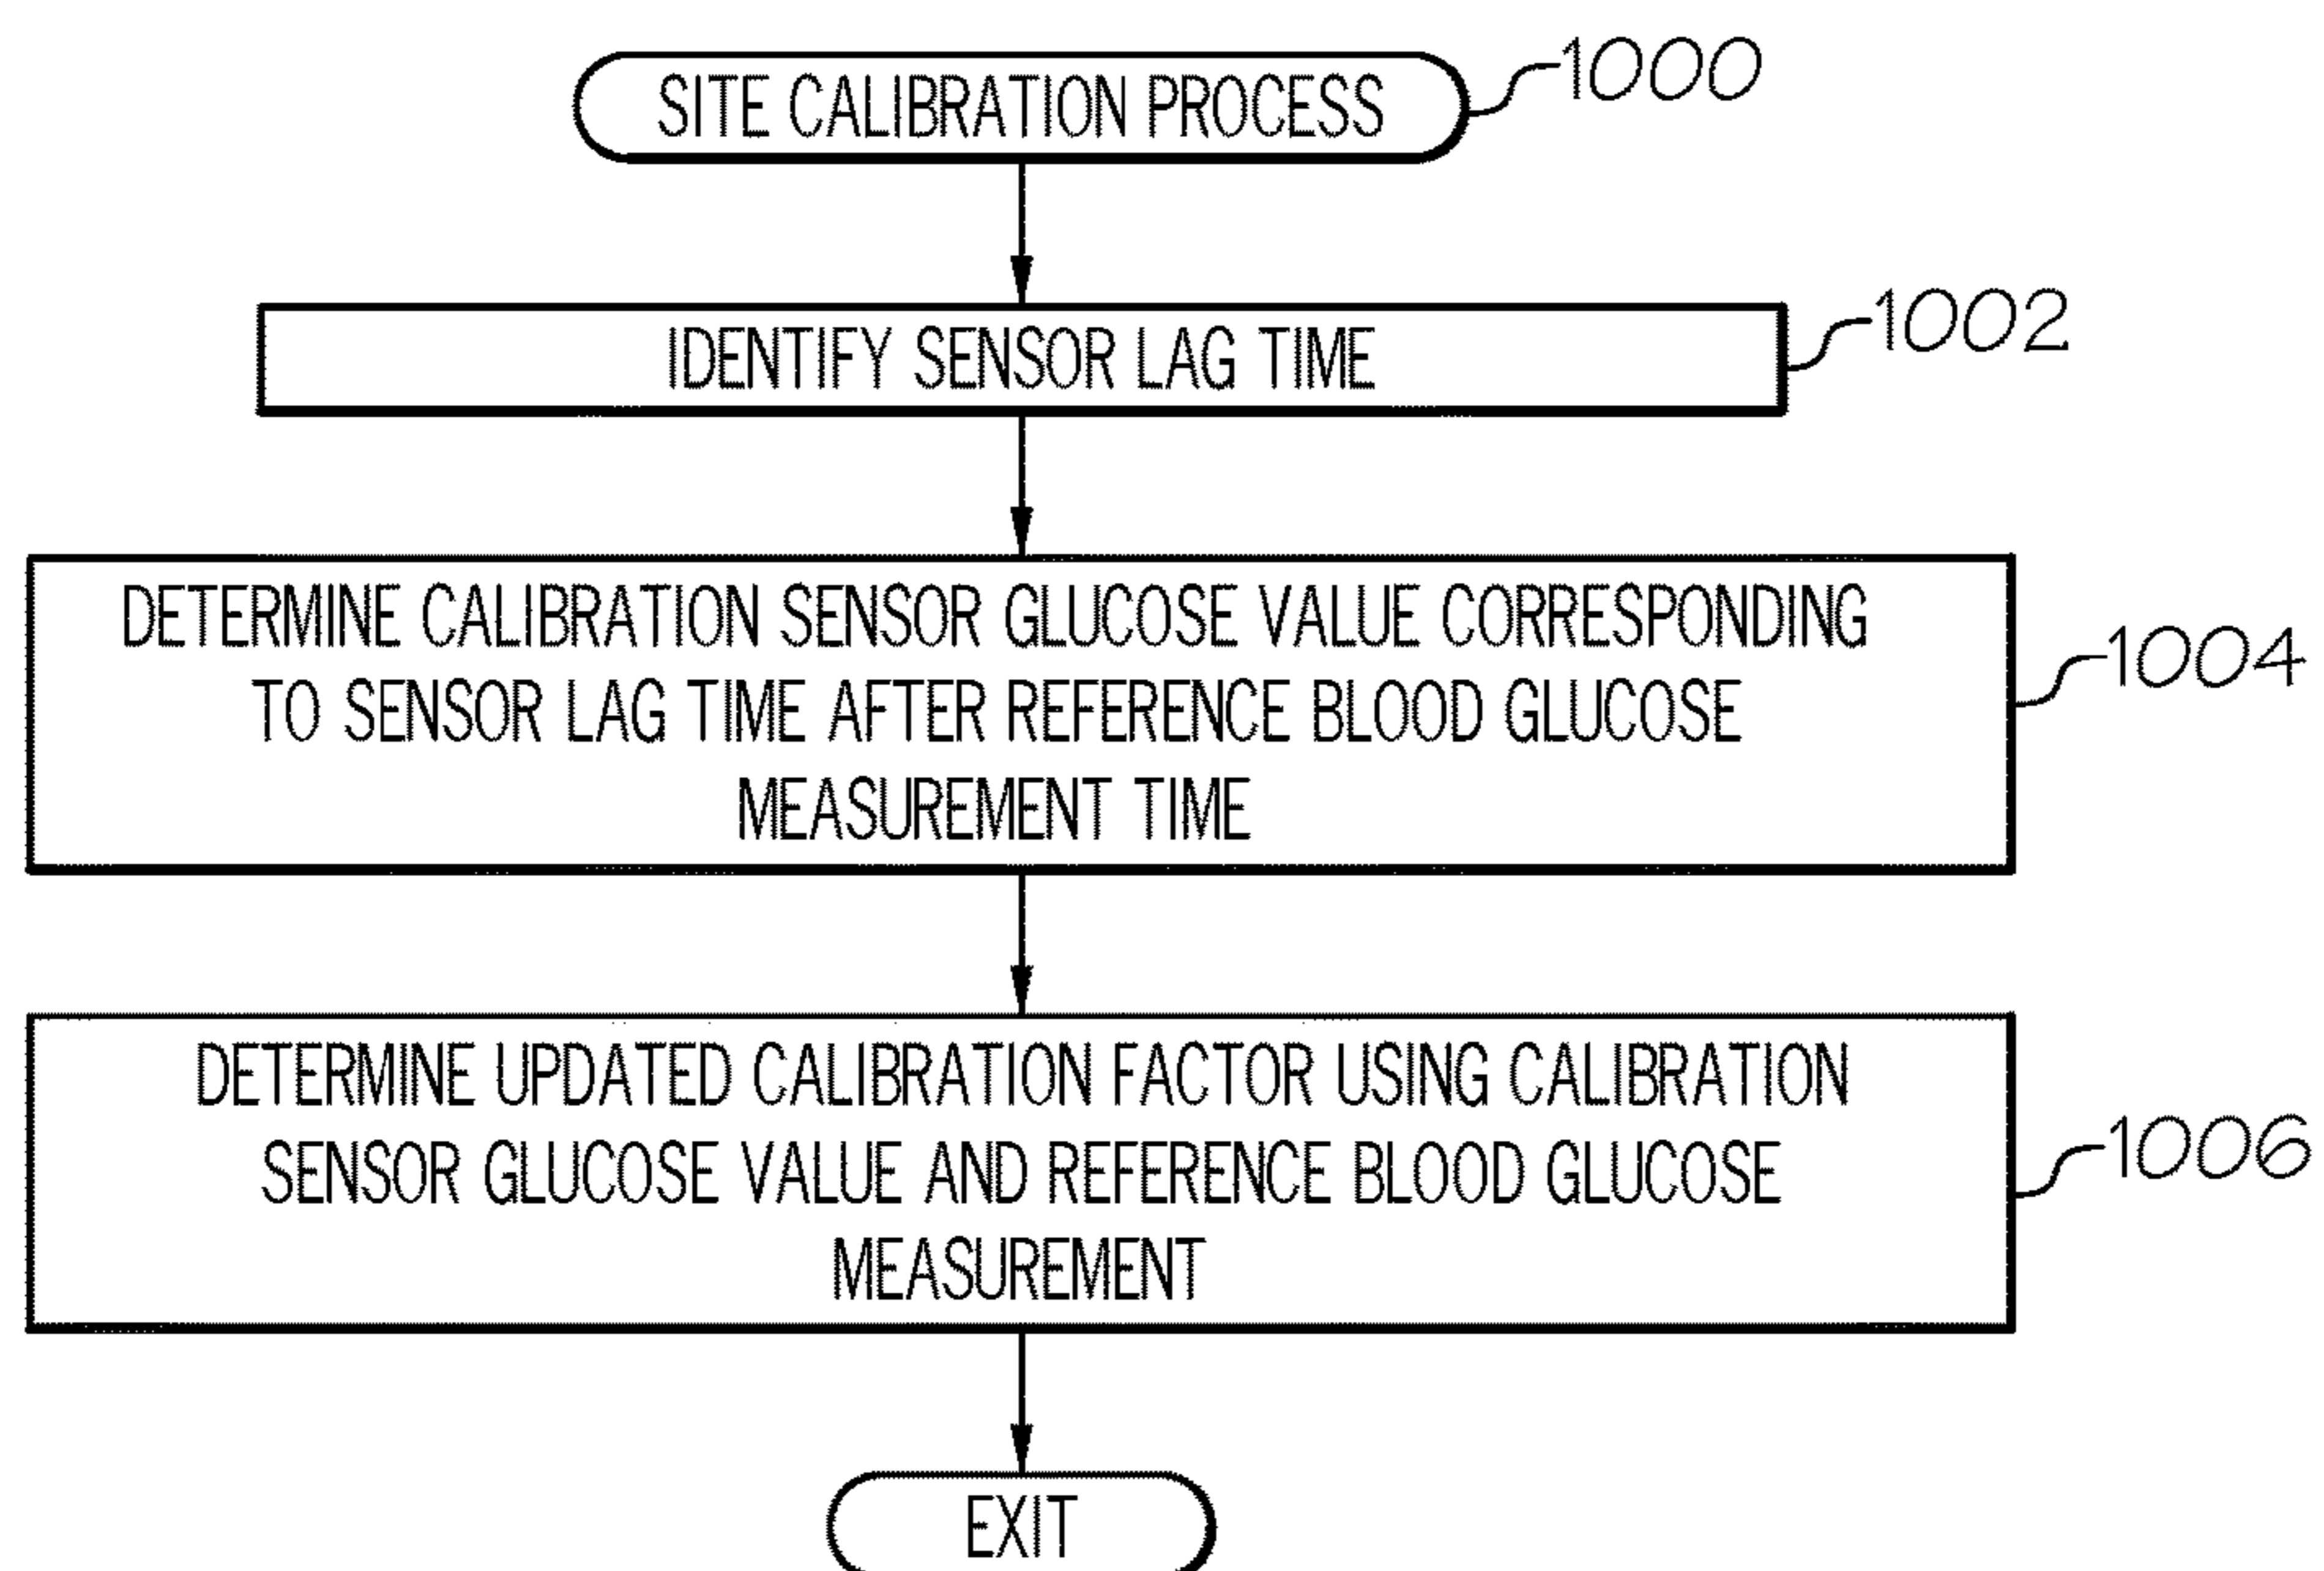 SITE CALIBRATION PROCESS
1000
IDENTIFY SENSOR LAG TIME
1002
DETERMINE CALIBRATION SENSOR GLUCOSE VALUE CORRESPONDING
TO SENSOR LAG TIME AFTER REFERENCE BLOOD GLUCOSE
MEASUREMENT TIME
1004
DETERMINE UPDATED CALIBRATION FACTOR USING CALIBRATION
SENSOR GLUCOSE VALUE AND REFERENCE BLOOD GLUCOSE
MEASUREMENT
1006
EXIT